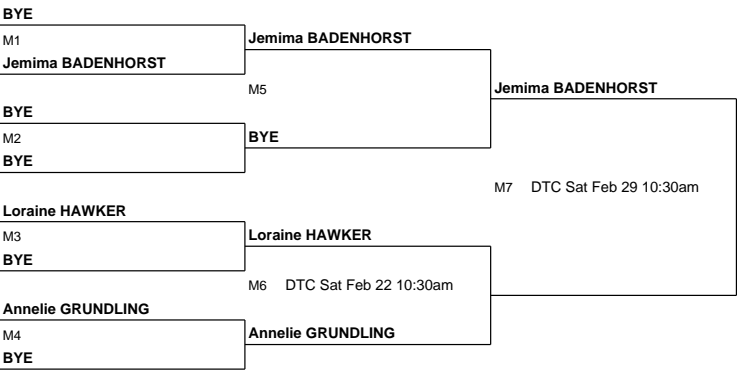 BYE
M1
Jemima BADENHORST
Jemima BADENHORST
M5
Jemima BADENHORST
BYE
M2
BYE
BYE
M7 DTC Sat Feb 29 10:30am
Loraine HAWKER
M3
Loraine HAWKER
BYE
M6 DTC Sat Feb 22 10:30am
Annelie GRUNDLING
M4
Annelie GRUNDLING
BYE